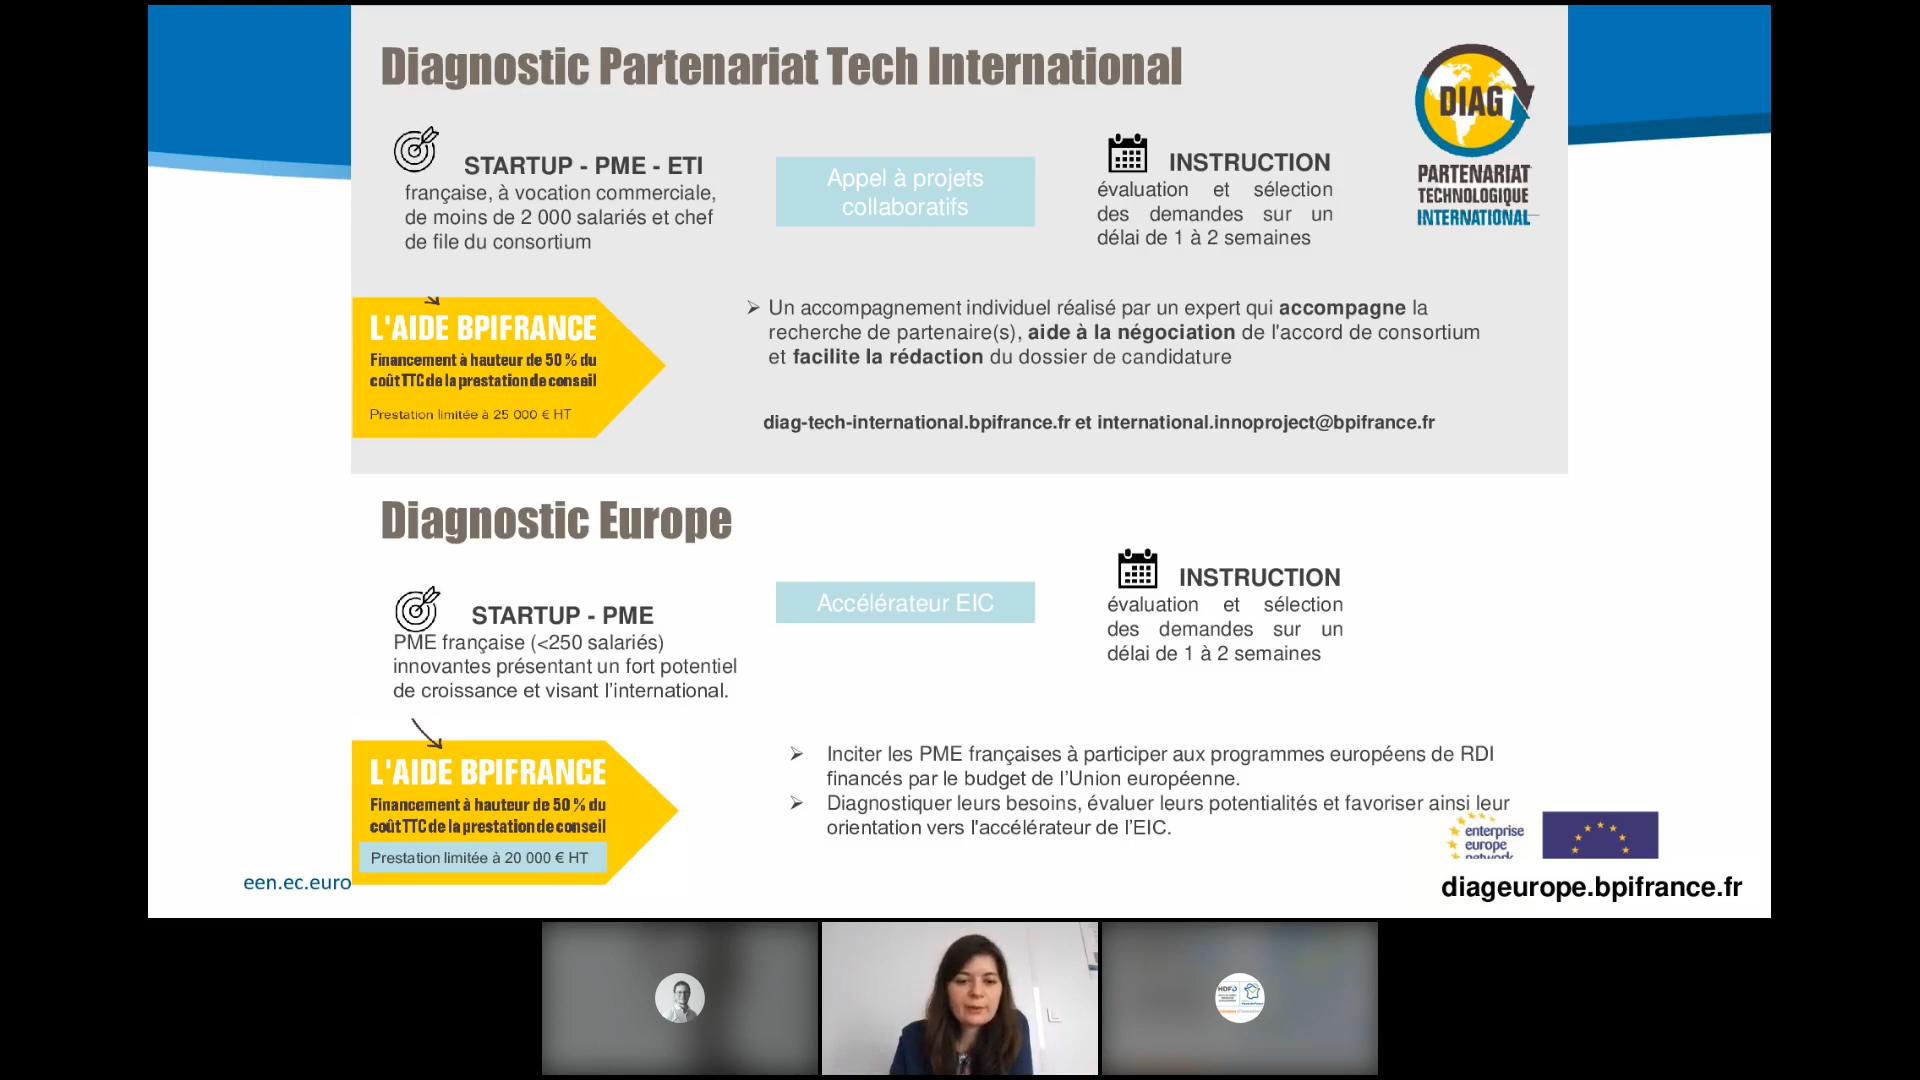 Diagnostic Partenariat Tech International
DIAG
PARTENARIAT
TECHNOLOGIQUE
INTERNATIONAL
STARTUP - PME - ETI
française, à vocation commerciale,
de moins de 2 000 salariés et chef
de file du consortium
Appel à projets
collaboratifs
INSTRUCTION
évaluation et sélection
des demandes sur un
délai de 1 à 2 semaines
L'AIDE BPIFRANCE
Financement à hauteur de 50 % du
coût TTC de la prestation de conseil
Prestation limitée à 25 000 € HT
➢ Un accompagnement individuel réalisé par un expert qui accompagne la
recherche de partenaire(s), aide à la négociation de l'accord de consortium
et facilite la rédaction du dossier de candidature
diag-tech-international.bpifrance.fr et international.innoproject@bpifrance.fr
Diagnostic Europe
STARTUP - PME
PME française (<250 salariés)
innovantes présentant un fort potentiel
de croissance et visant l’international.
Accélérateur EIC
INSTRUCTION
évaluation et sélection
des demandes sur un
délai de 1 à 2 semaines
L'AIDE BPIFRANCE
Financement à hauteur de 50 % du
coût TTC de la prestation de conseil
Prestation limitée à 20 000 € HT
➢ Inciter les PME françaises à participer aux programmes européens de RDI
financés par le budget de l’Union européenne.
➢ Diagnostiquer leurs besoins, évaluer leurs potentialités et favoriser ainsi leur
orientation vers l'accélérateur de l’EIC.
enterprise
europe
network
een.ec.euro
diageurope.bpifrance.fr
HDFD